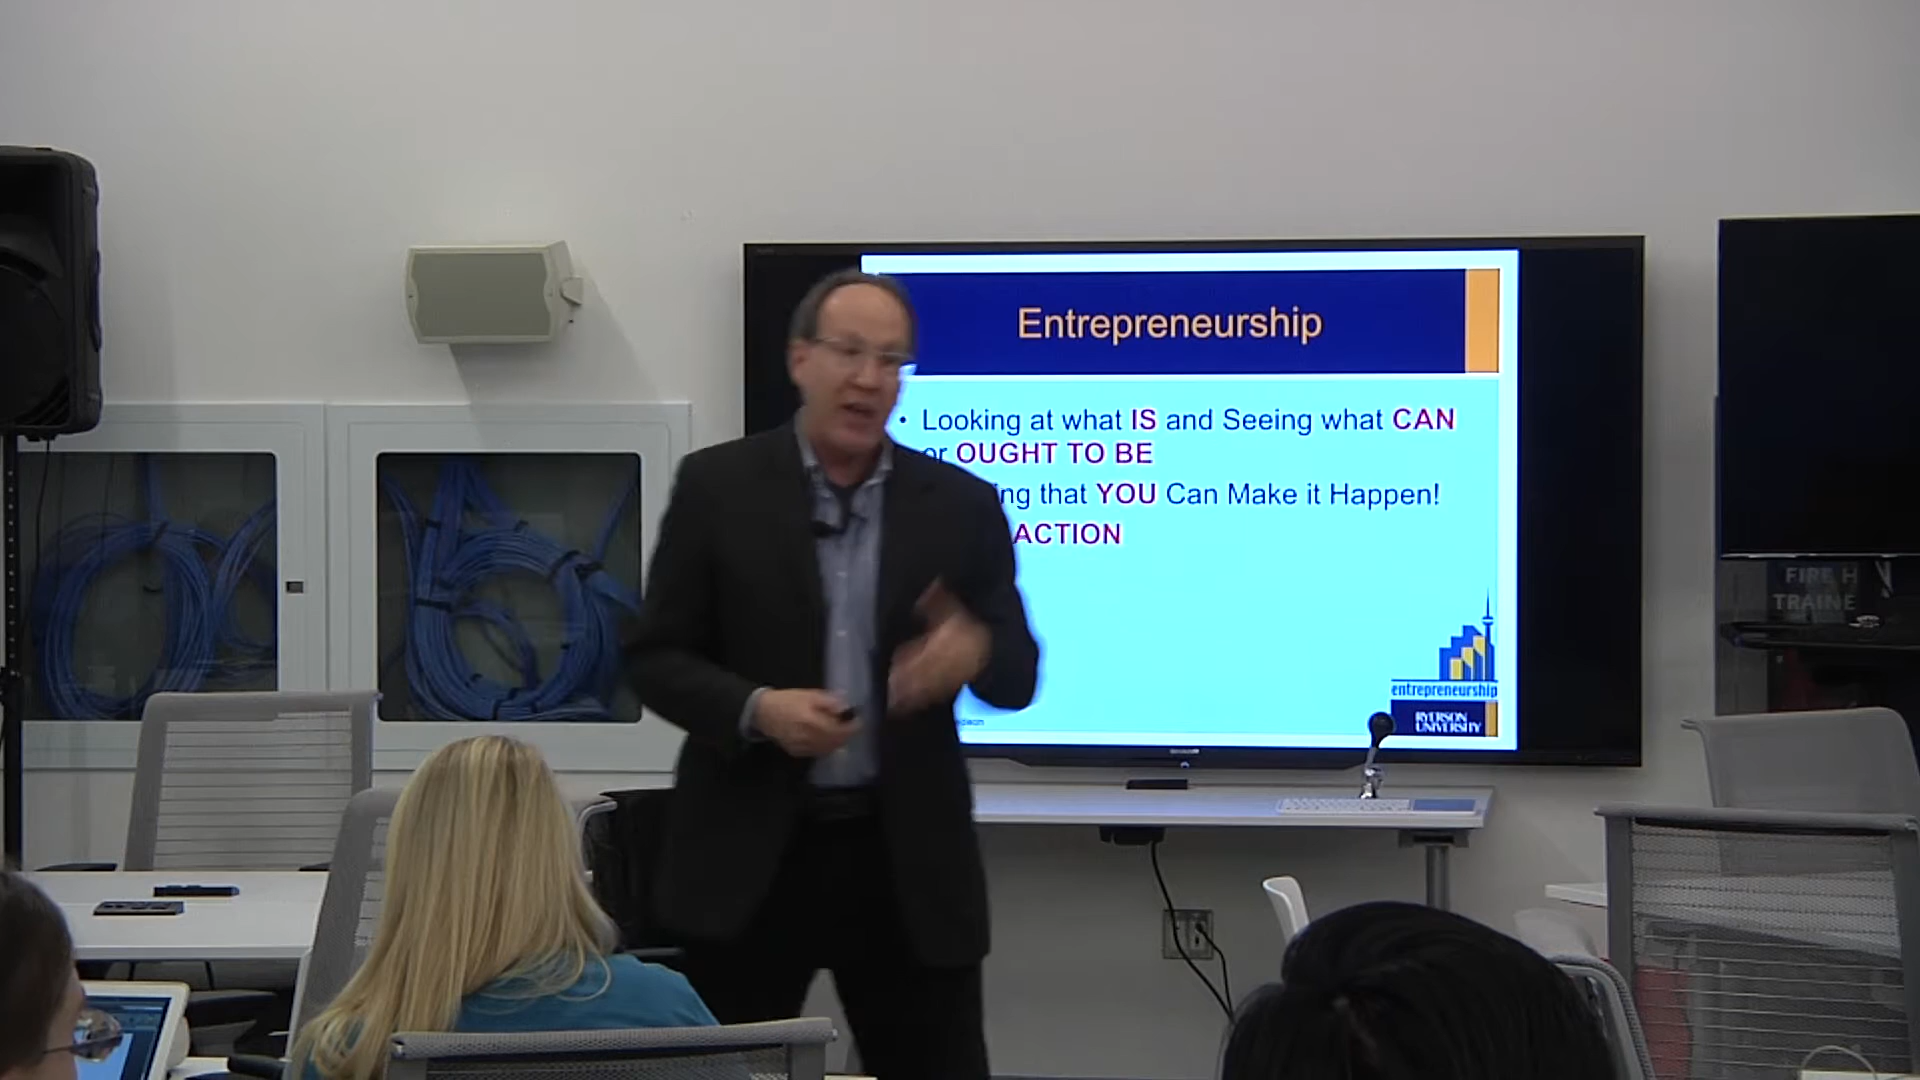 Entrepreneurship
• Looking at what IS and Seeing what CAN
or OUGHT TO BE
ing that YOU Can Make it Happen!
ACTION
entrepreneurship
RYERSON
UNIVERSITY
FIRE H
TRAINE